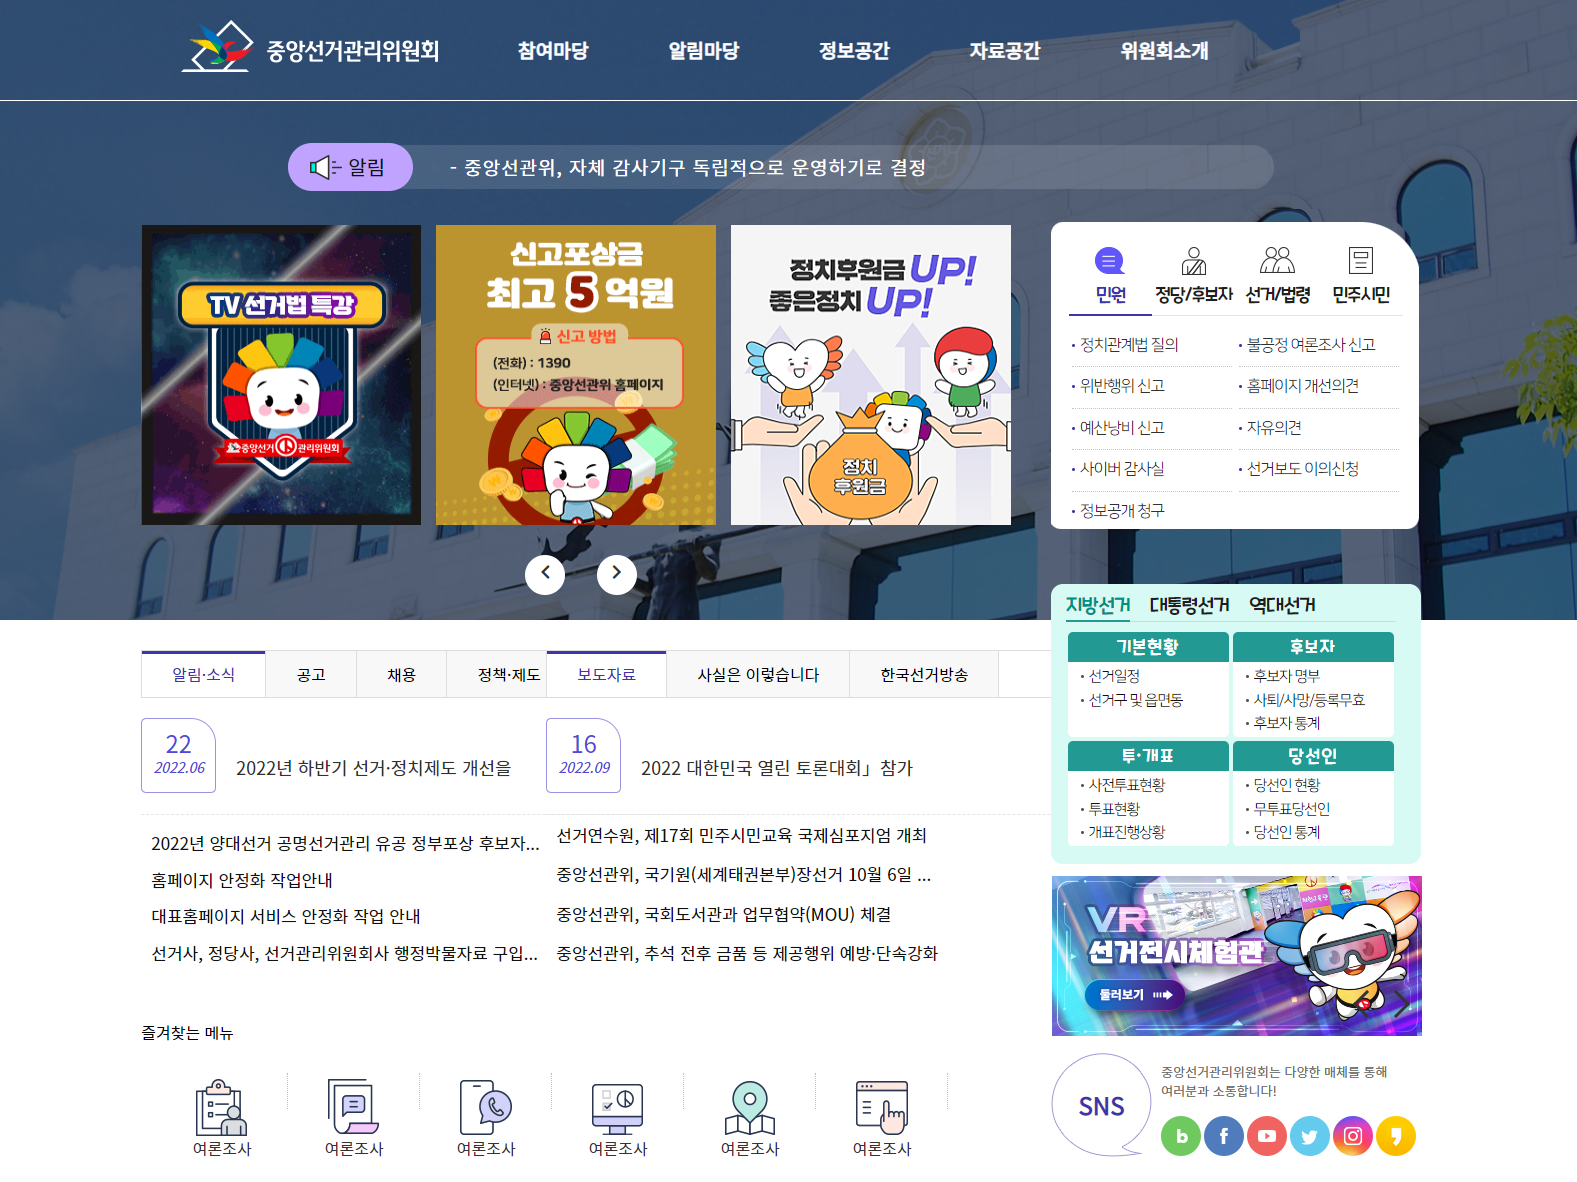 중앙선거관리위원회
참여마당
알림마당
정보공간
자료공간
위원회소개
알림
- 중앙선관위, 자체 감사기구 독립적으로 운영하기로 결정
TV 선거법 특강
중앙선거관리위원회
신고포상금
최고 5 억원
신고 방법
(전화) : 1390
(인터넷) : 중앙선관위 홈페이지
정치후원금 UP!
좋은정치 UP!
정치
후원금
민원
정당/후보자
선거/법령
민주시민
정치관계법 질의
불공정 여론조사 신고
위반행위 신고
홈페이지 개선의견
예산낭비 신고
자유의견
사이버 감사실
선거보도 이의신청
정보공개 청구
지방선거
대통령선거
역대선거
기본현황
선거일정
선거구 및 읍면동
후보자
후보자 명부
사퇴/사망/등록무효
후보자 통계
투·개표
사전투표현황
투표현황
개표진행상황
당선인
당선인 현황
무투표당선인
당선인 통계
알림·소식
공고
채용
정책·제도
보도자료
사실은 이렇습니다
한국선거방송
22
2022.06
2022년 하반기 선거·정치제도 개선을
16
2022.09
2022 대한민국 열린 토론대회」참가
2022년 양대선거 공명선거관리 유공 정부포상 후보자...
홈페이지 안정화 작업안내
대표홈페이지 서비스 안정화 작업 안내
선거사, 정당사, 선거관리위원회사 행정박물자료 구입...
선거연수원, 제17회 민주시민교육 국제심포지엄 개최
중앙선관위, 국기원(세계태권본부)장선거 10월 6일 ...
중앙선관위, 국회도서관과 업무협약(MOU) 체결
중앙선관위, 추석 전후 금품 등 제공행위 예방·단속강화
VR
선거전시체험관
둘러보기
즐겨찾는 메뉴
여론조사
여론조사
여론조사
여론조사
여론조사
여론조사
SNS
중앙선거관리위원회는 다양한 매체를 통해
여러분과 소통합니다!